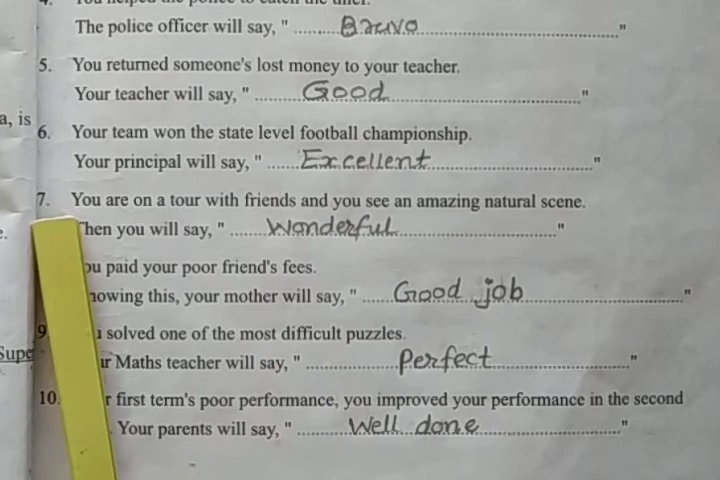 The police officer will say, " Bravo "
5. You returned someone's lost money to your teacher.
Your teacher will say, " Good "
a, is
6. Your team won the state level football championship.
Your principal will say, " Excellent "
7. You are on a tour with friends and you see an amazing natural scene.
hen you will say, " Wonderful "
ou paid your poor friend's fees.
nowing this, your mother will say, " Good job "
9 solved one of the most difficult puzzles.
Supe
ur Maths teacher will say, " Perfect "
10. r first term's poor performance, you improved your performance in the second
Your parents will say, " Well done "